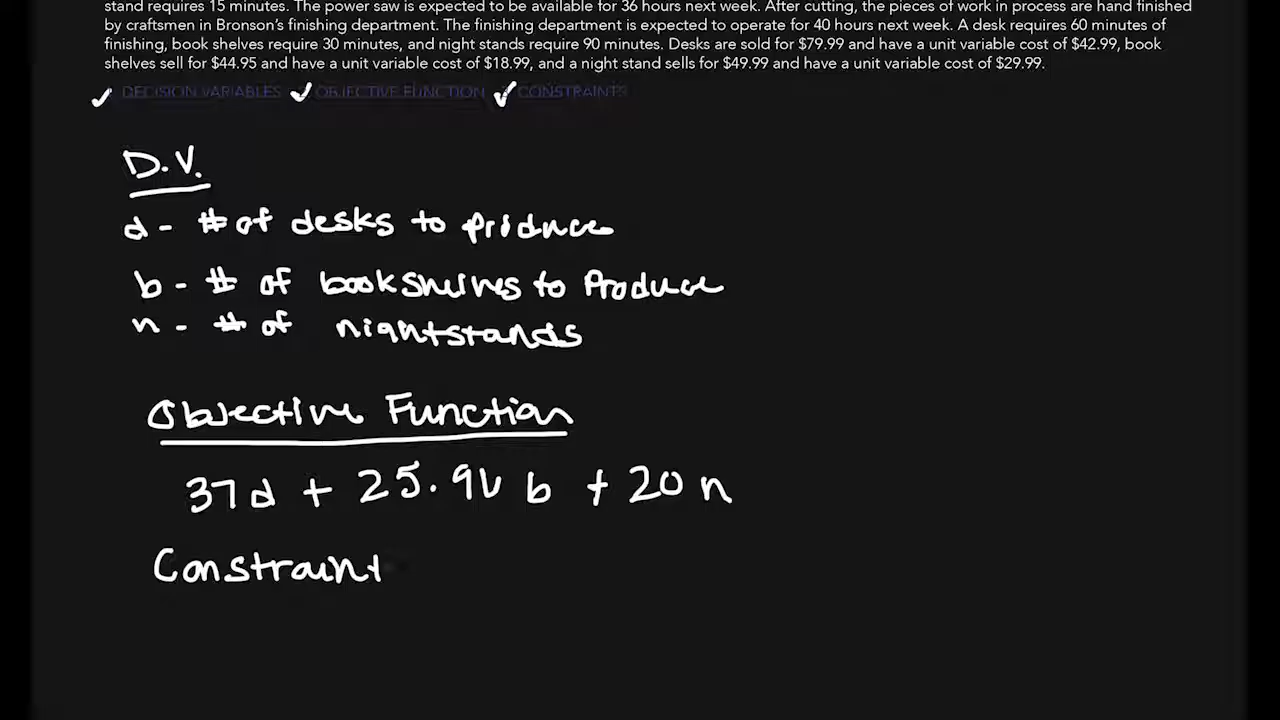 stand requires 15 minutes. The power saw is expected to be available for 36 hours next week. After cutting, the pieces of work in process are hand finished
by craftsmen in Bronson's finishing department. The finishing department is expected to operate for 40 hours next week. A desk requires 60 minutes of
finishing, book shelves require 30 minutes, and night stands require 90 minutes. Desks are sold for $79.99 and have a unit variable cost of $42.99, book
shelves sell for $44.95 and have a unit variable cost of $18.99, and a night stand sells for $49.99 and have a unit variable cost of $29.99.
DECISION VARIABLES OBJECTIVE FUNCTION CONSTRAINTS
D.V.
d - # of desks to produce
b - # of bookshelves to Produce
n - # of nightstands
Objective Function
37d + 25.96 b + 20 n
Constraint